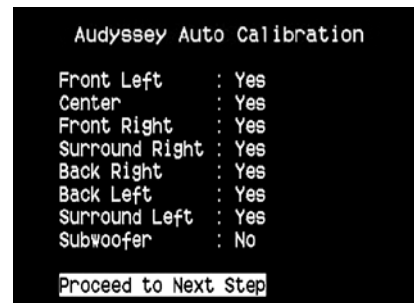 Audyssey Auto Calibration
Front Left : Yes
Center : Yes
Front Right : Yes
Surround Right : Yes
Back Right : Yes
Back Left : Yes
Surround Left : Yes
Subwoofer : No
Proceed to Next Step